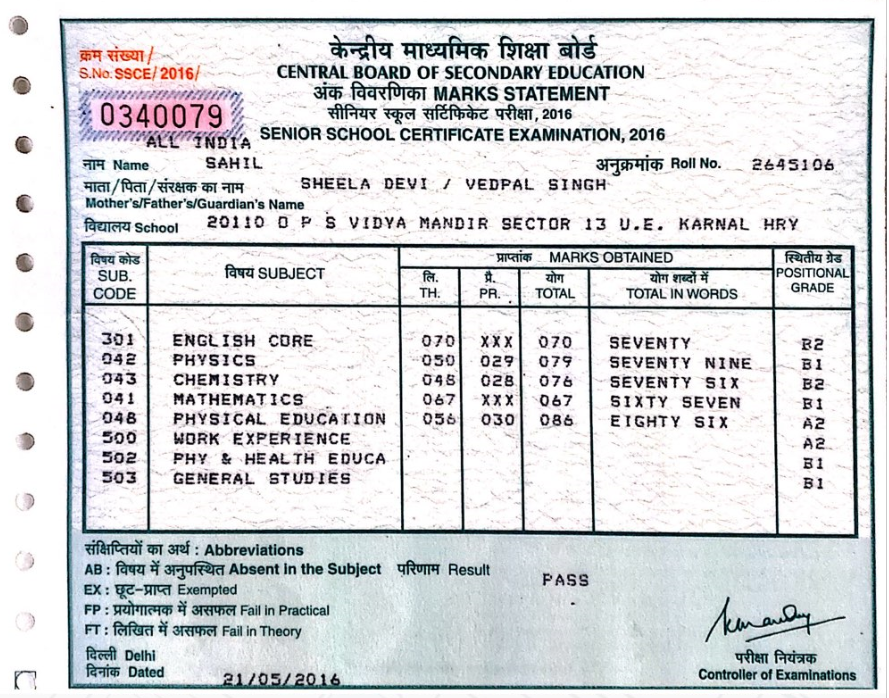 क्रम संख्या/
S.No. SSCE/2016/
0340079
केन्द्रीय माध्यमिक शिक्षा बोर्ड
CENTRAL BOARD OF SECONDARY EDUCATION
अंक विवरणिका MARKS STATEMENT
सीनियर स्कूल सर्टिफिकेट परीक्षा, 2016
SENIOR SCHOOL CERTIFICATE EXAMINATION, 2016
ALL INDIA
नाम Name SAHIL अनुक्रमांक Roll No. 2645106
माता/पिता/संरक्षक का नाम SHEELA DEVI / VEDPAL SINGH
Mother's/Father's/Guardian's Name
विद्यालय School 20110 D P S VIDYA MANDIR SECTOR 13 U.E. KARNAL HRY
विषय कोड SUB. CODE विषय SUBJECT प्राप्तांक MARKS OBTAINED स्थितीय ग्रेड POSITIONAL GRADE
लि. TH. प्रै. PR. योग TOTAL योग शब्दों में TOTAL IN WORDS
301 ENGLISH CORE 070 XXX 070 SEVENTY B2
042 PHYSICS 050 029 079 SEVENTY NINE B1
043 CHEMISTRY 048 028 076 SEVENTY SIX B2
041 MATHEMATICS 067 XXX 067 SIXTY SEVEN B1
048 PHYSICAL EDUCATION 056 030 086 EIGHTY SIX A2
500 WORK EXPERIENCE A2
502 PHY & HEALTH EDUCA B1
503 GENERAL STUDIES B1
संक्षिप्तियों का अर्थ : Abbreviations
AB : विषय में अनुपस्थित Absent in the Subject परिणाम Result PASS
EX : छूट-प्राप्त Exempted
FP : प्रयोगात्मक में असफल Fail in Practical
FT : लिखित में असफल Fail in Theory
दिल्ली Delhi
दिनांक Dated 21/05/2016
परीक्षा नियंत्रक
Controller of Examinations